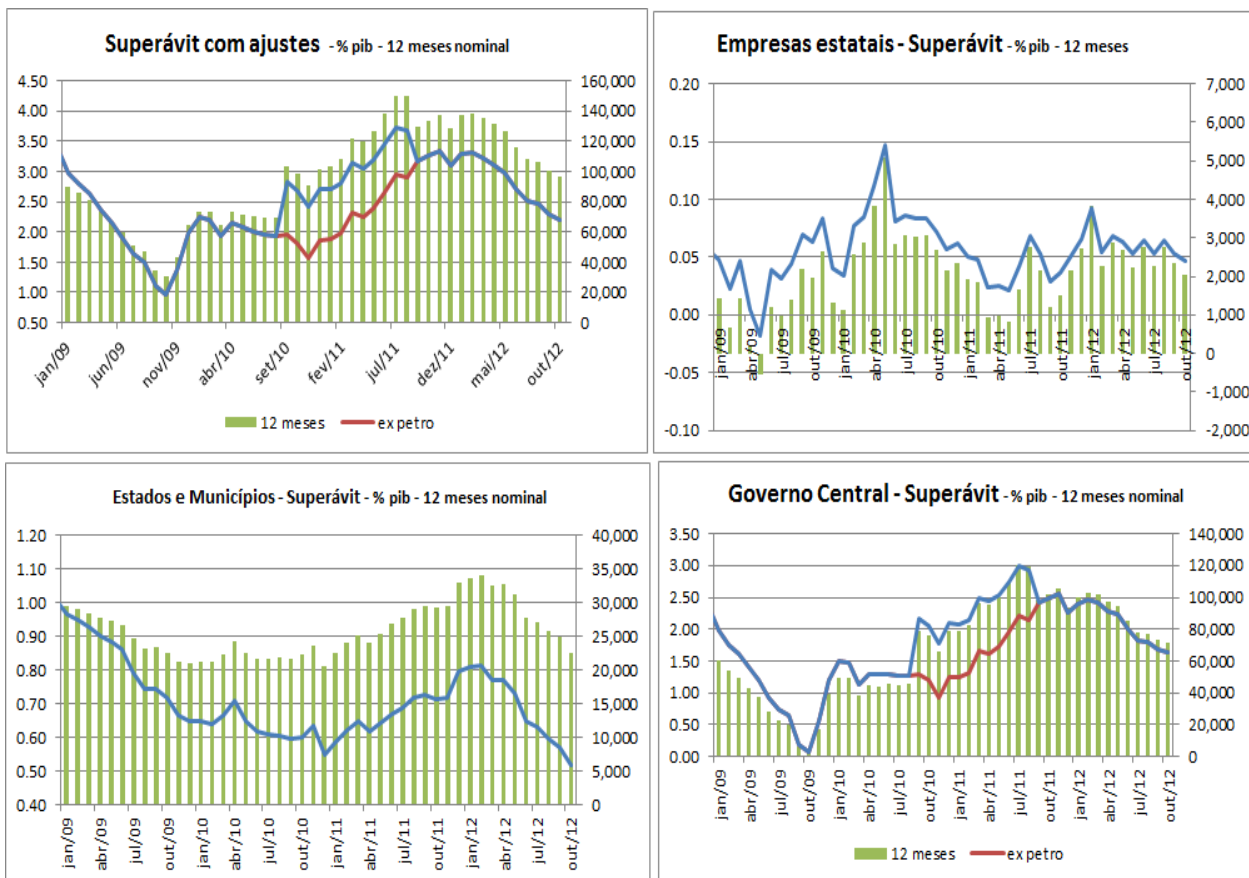 Superávit com ajustes - % pib - 12 meses nominal
4.50
4.00
3.50
3.00
2.50
2.00
1.50
1.00
0.50
160,000
140,000
120,000
100,000
80,000
60,000
40,000
20,000
0
jan/09
jun/09
nov/09
abr/10
set/10
fev/11
jul/11
dez/11
mai/12
out/12
12 meses
ex petro
Empresas estatais - Superávit - % pib - 12 meses
0.20
0.15
0.10
0.05
0.00
-0.05
-0.10
7,000
6,000
5,000
4,000
3,000
2,000
1,000
0
-1,000
-2,000
jan/09
abr/09
jul/09
out/09
jan/10
abr/10
jul/10
out/10
jan/11
abr/11
jul/11
out/11
jan/12
abr/12
jul/12
out/12
Estados e Municípios - Superávit - % pib - 12 meses nominal
1.20
1.10
1.00
0.90
0.80
0.70
0.60
0.50
0.40
40,000
35,000
30,000
25,000
20,000
15,000
10,000
5,000
0
jan/09
abr/09
jul/09
out/09
jan/10
abr/10
jul/10
out/10
jan/11
abr/11
jul/11
out/11
jan/12
abr/12
jul/12
out/12
Governo Central - Superávit - % pib - 12 meses nominal
3.50
3.00
2.50
2.00
1.50
1.00
0.50
0.00
140,000
120,000
100,000
80,000
60,000
40,000
20,000
0
jan/09
abr/09
jul/09
out/09
jan/10
abr/10
jul/10
out/10
jan/11
abr/11
jul/11
out/11
jan/12
abr/12
jul/12
out/12
12 meses
ex petro